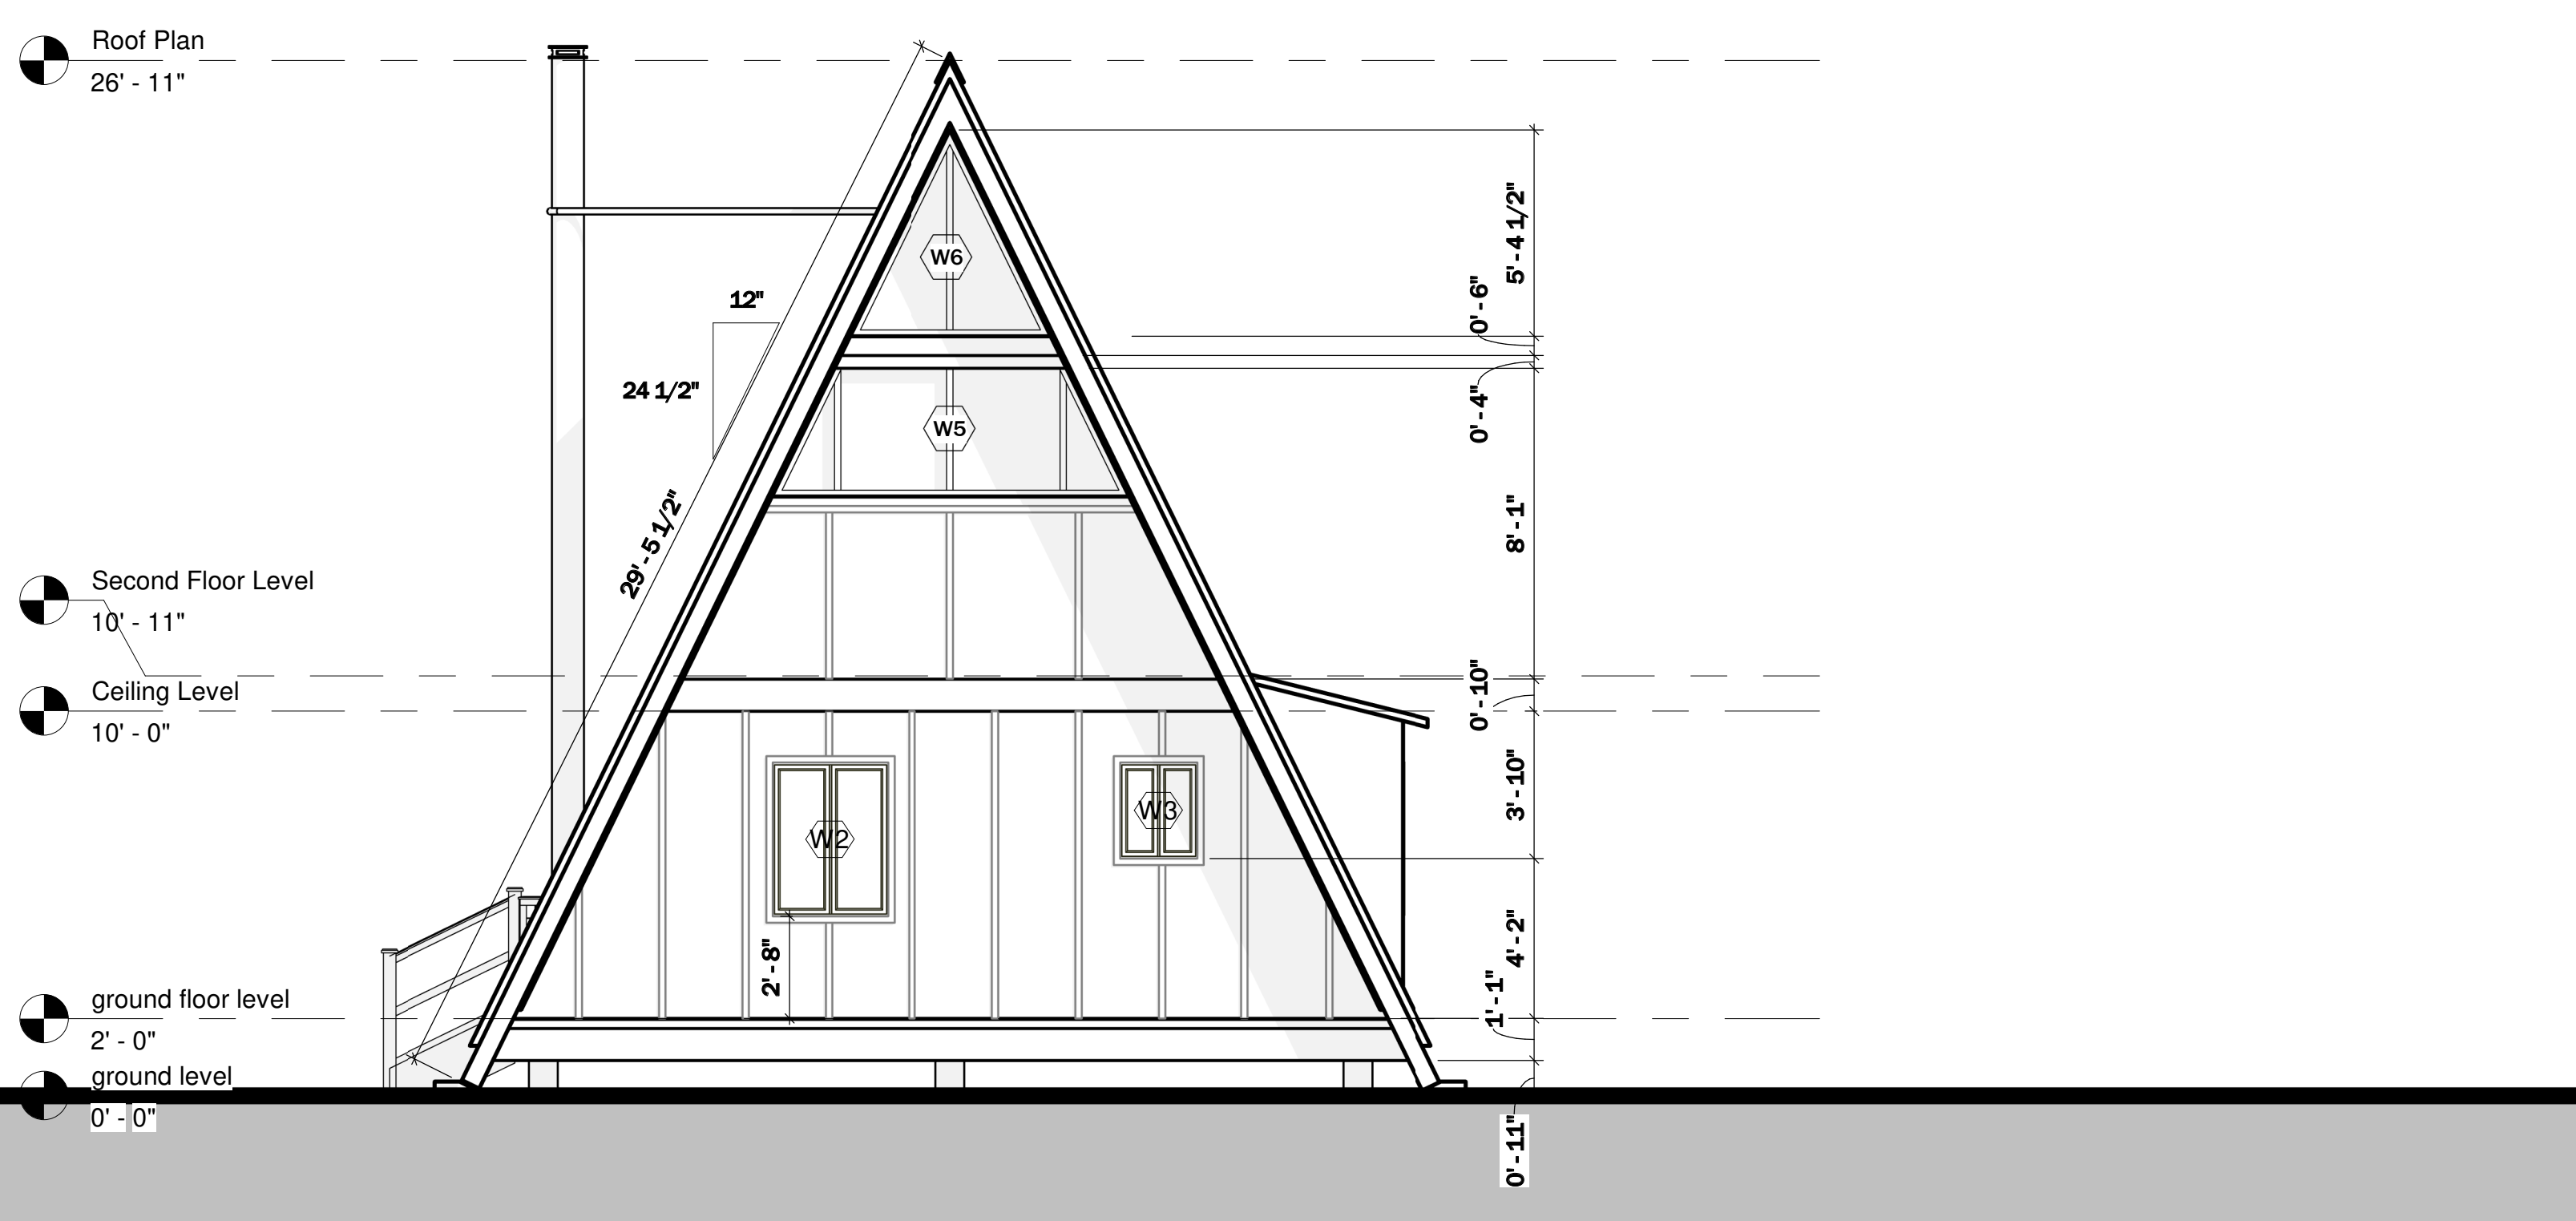 Roof Plan
26' - 11"
5' - 4 1/2"
W6
0' - 6"
12"
24 1/2"
0' - 4"
W5
29' - 5 1/2"
8' - 1"
Second Floor Level
10' - 11"
0' - 10"
Ceiling Level
10' - 0"
3' - 10"
W2
W3
4' - 2"
2' - 8"
1' - 1"
ground floor level
2' - 0"
ground level
0' - 0"
0' - 11"